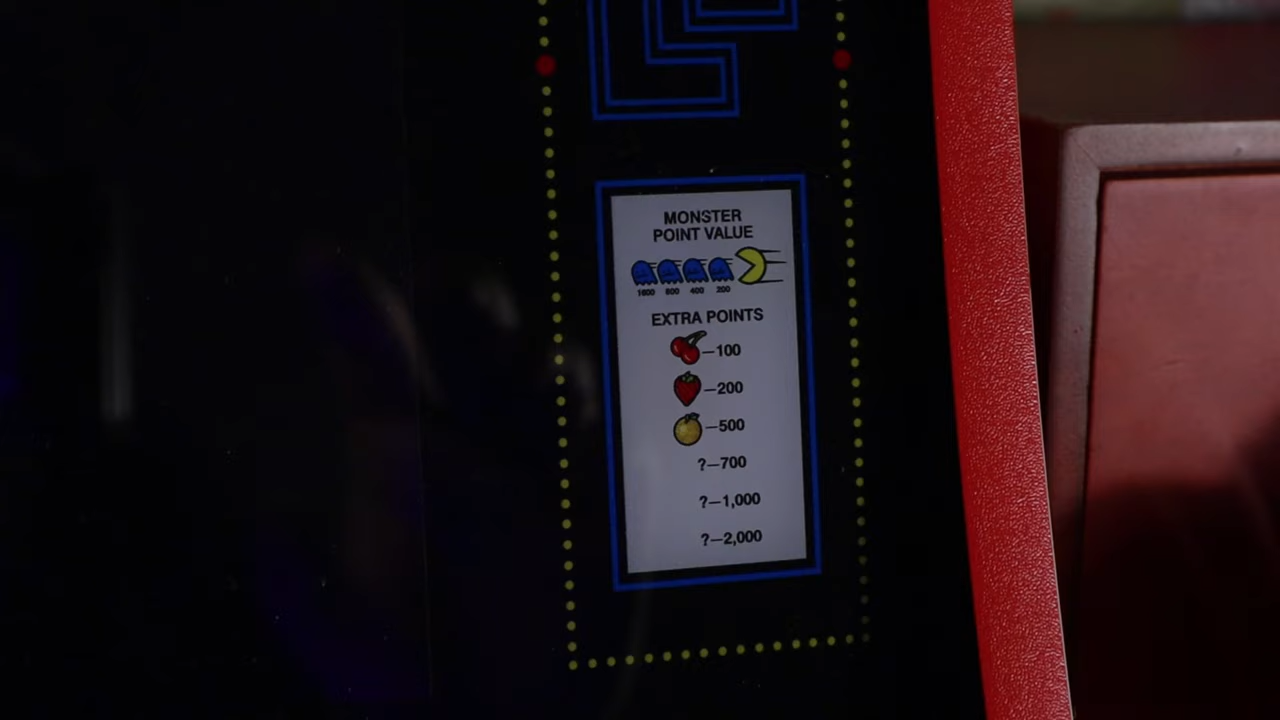 MONSTER
POINT VALUE
1600 800 400 200
EXTRA POINTS
—100
—200
—500
?—700
?—1,000
?—2,000